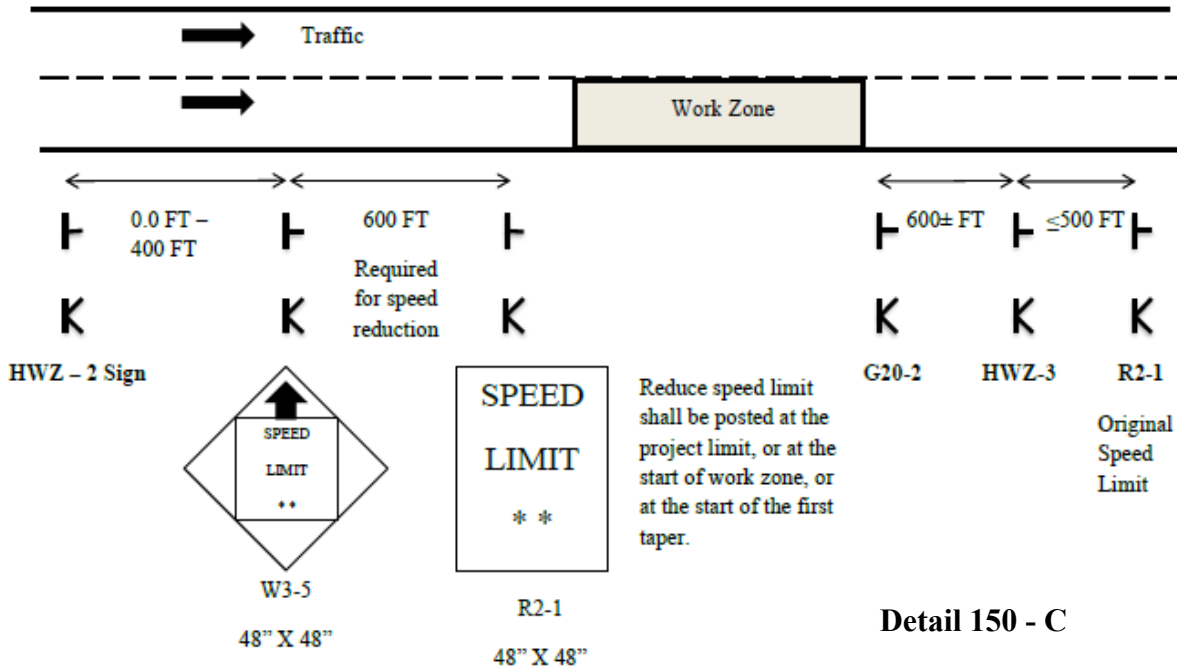 Traffic
Work Zone
0.0 FT –
400 FT
600 FT
Required
for speed
reduction
600± FT
≤500 FT
HWZ – 2 Sign
G20-2
HWZ-3
R2-1
Original
Speed
Limit
SPEED
LIMIT
* *
W3-5
48” X 48”
SPEED
LIMIT
* *
R2-1
48” X 48”
Reduce speed limit
shall be posted at the
project limit, or at the
start of work zone, or
at the start of the first
taper.
Detail 150 - C